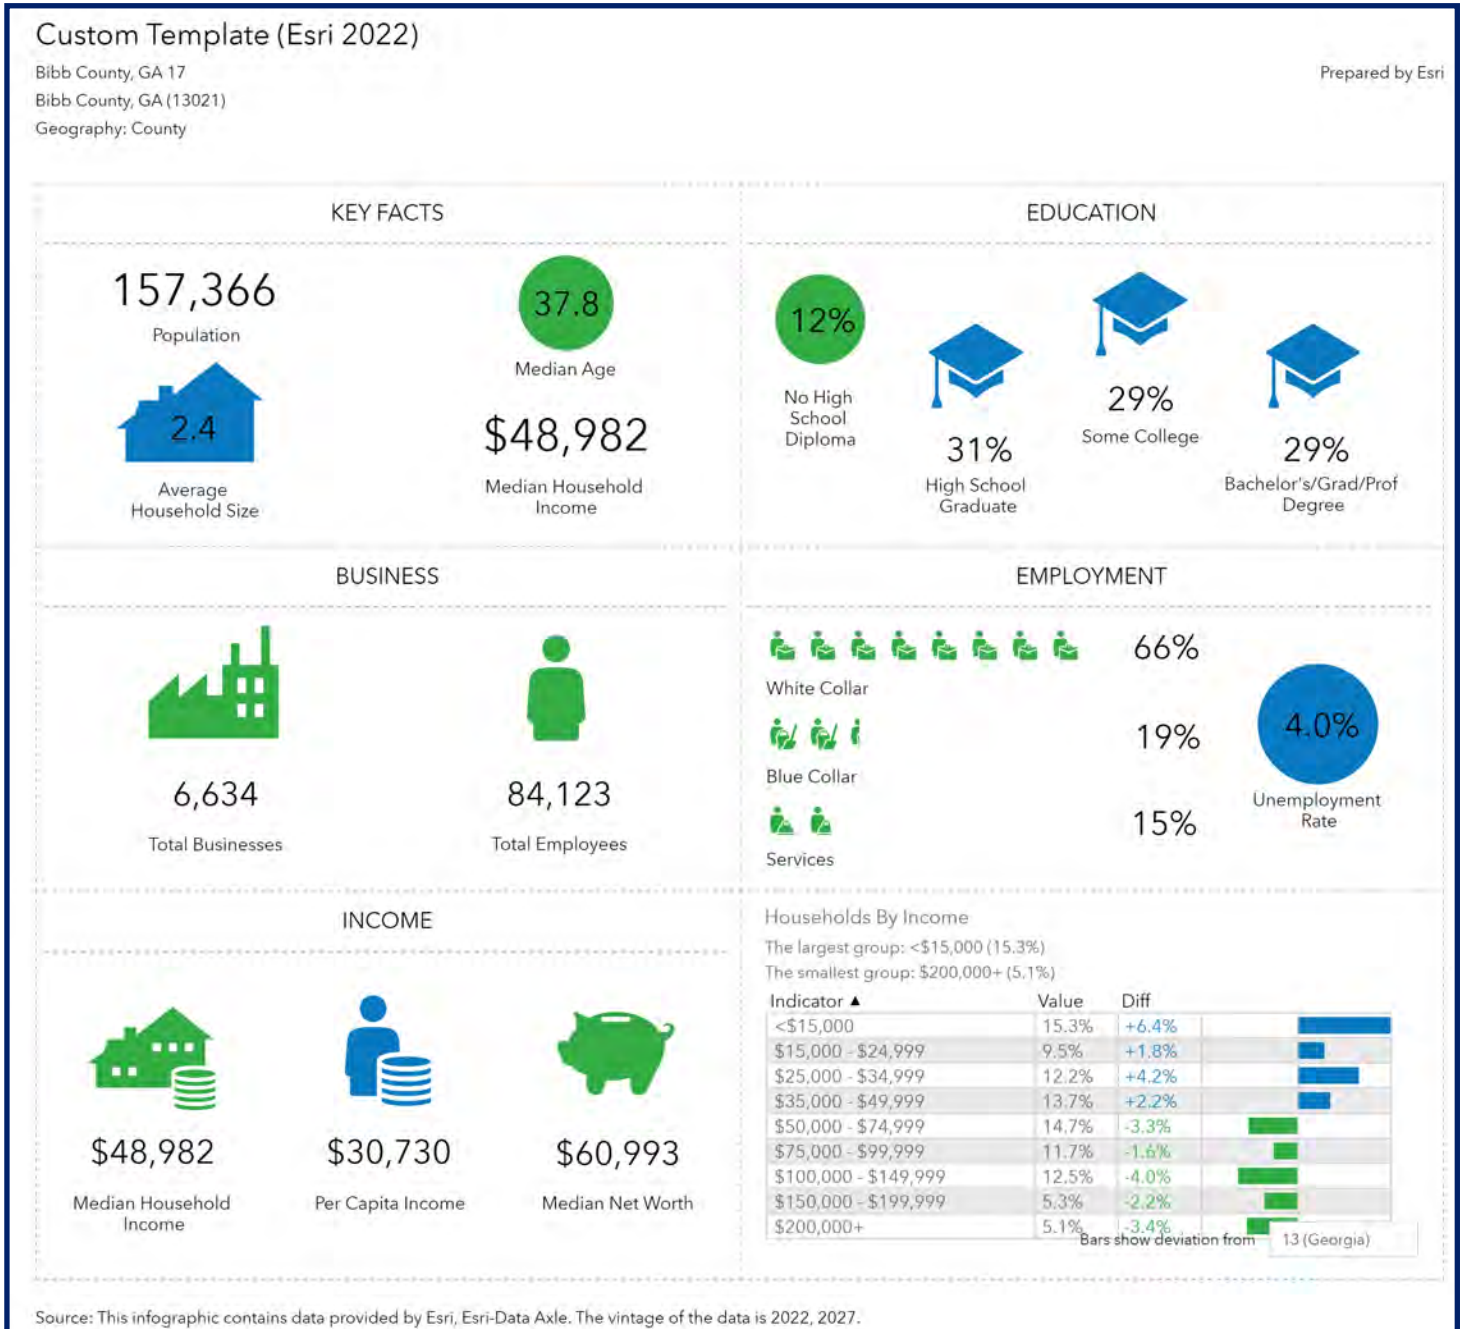 Custom Template (Esri 2022)
Bibb County, GA 17
Prepared by Esri
Bibb County, GA (13021)
Geography: County
KEY FACTS
157,366
Population
37.8
Median Age
2.4
Average
Household Size
$48,982
Median Household
Income
EDUCATION
12%
No High
School
Diploma
31%
High School
Graduate
29%
Some College
29%
Bachelor's/Grad/Prof
Degree
BUSINESS
6,634
Total Businesses
84,123
Total Employees
EMPLOYMENT
66%
White Collar
19%
Blue Collar
15%
Services
4.0%
Unemployment
Rate
INCOME
$48,982
Median Household
Income
$30,730
Per Capita Income
$60,993
Median Net Worth
Households By Income
The largest group: <$15,000 (15.3%)
The smallest group: $200,000+ (5.1%)
Indicator ▲ Value Diff
<$15,000 15.3% +6.4%
$15,000 - $24,999 9.5% +1.8%
$25,000 - $34,999 12.2% +4.2%
$35,000 - $49,999 13.7% +2.2%
$50,000 - $74,999 14.7% -3.3%
$75,000 - $99,999 11.7% -1.6%
$100,000 - $149,999 12.5% -4.0%
$150,000 - $199,999 5.3% -2.2%
$200,000+ 5.1% -3.4%
Bars show deviation from 13 (Georgia)
Source: This infographic contains data provided by Esri, Esri-Data Axle. The vintage of the data is 2022, 2027.